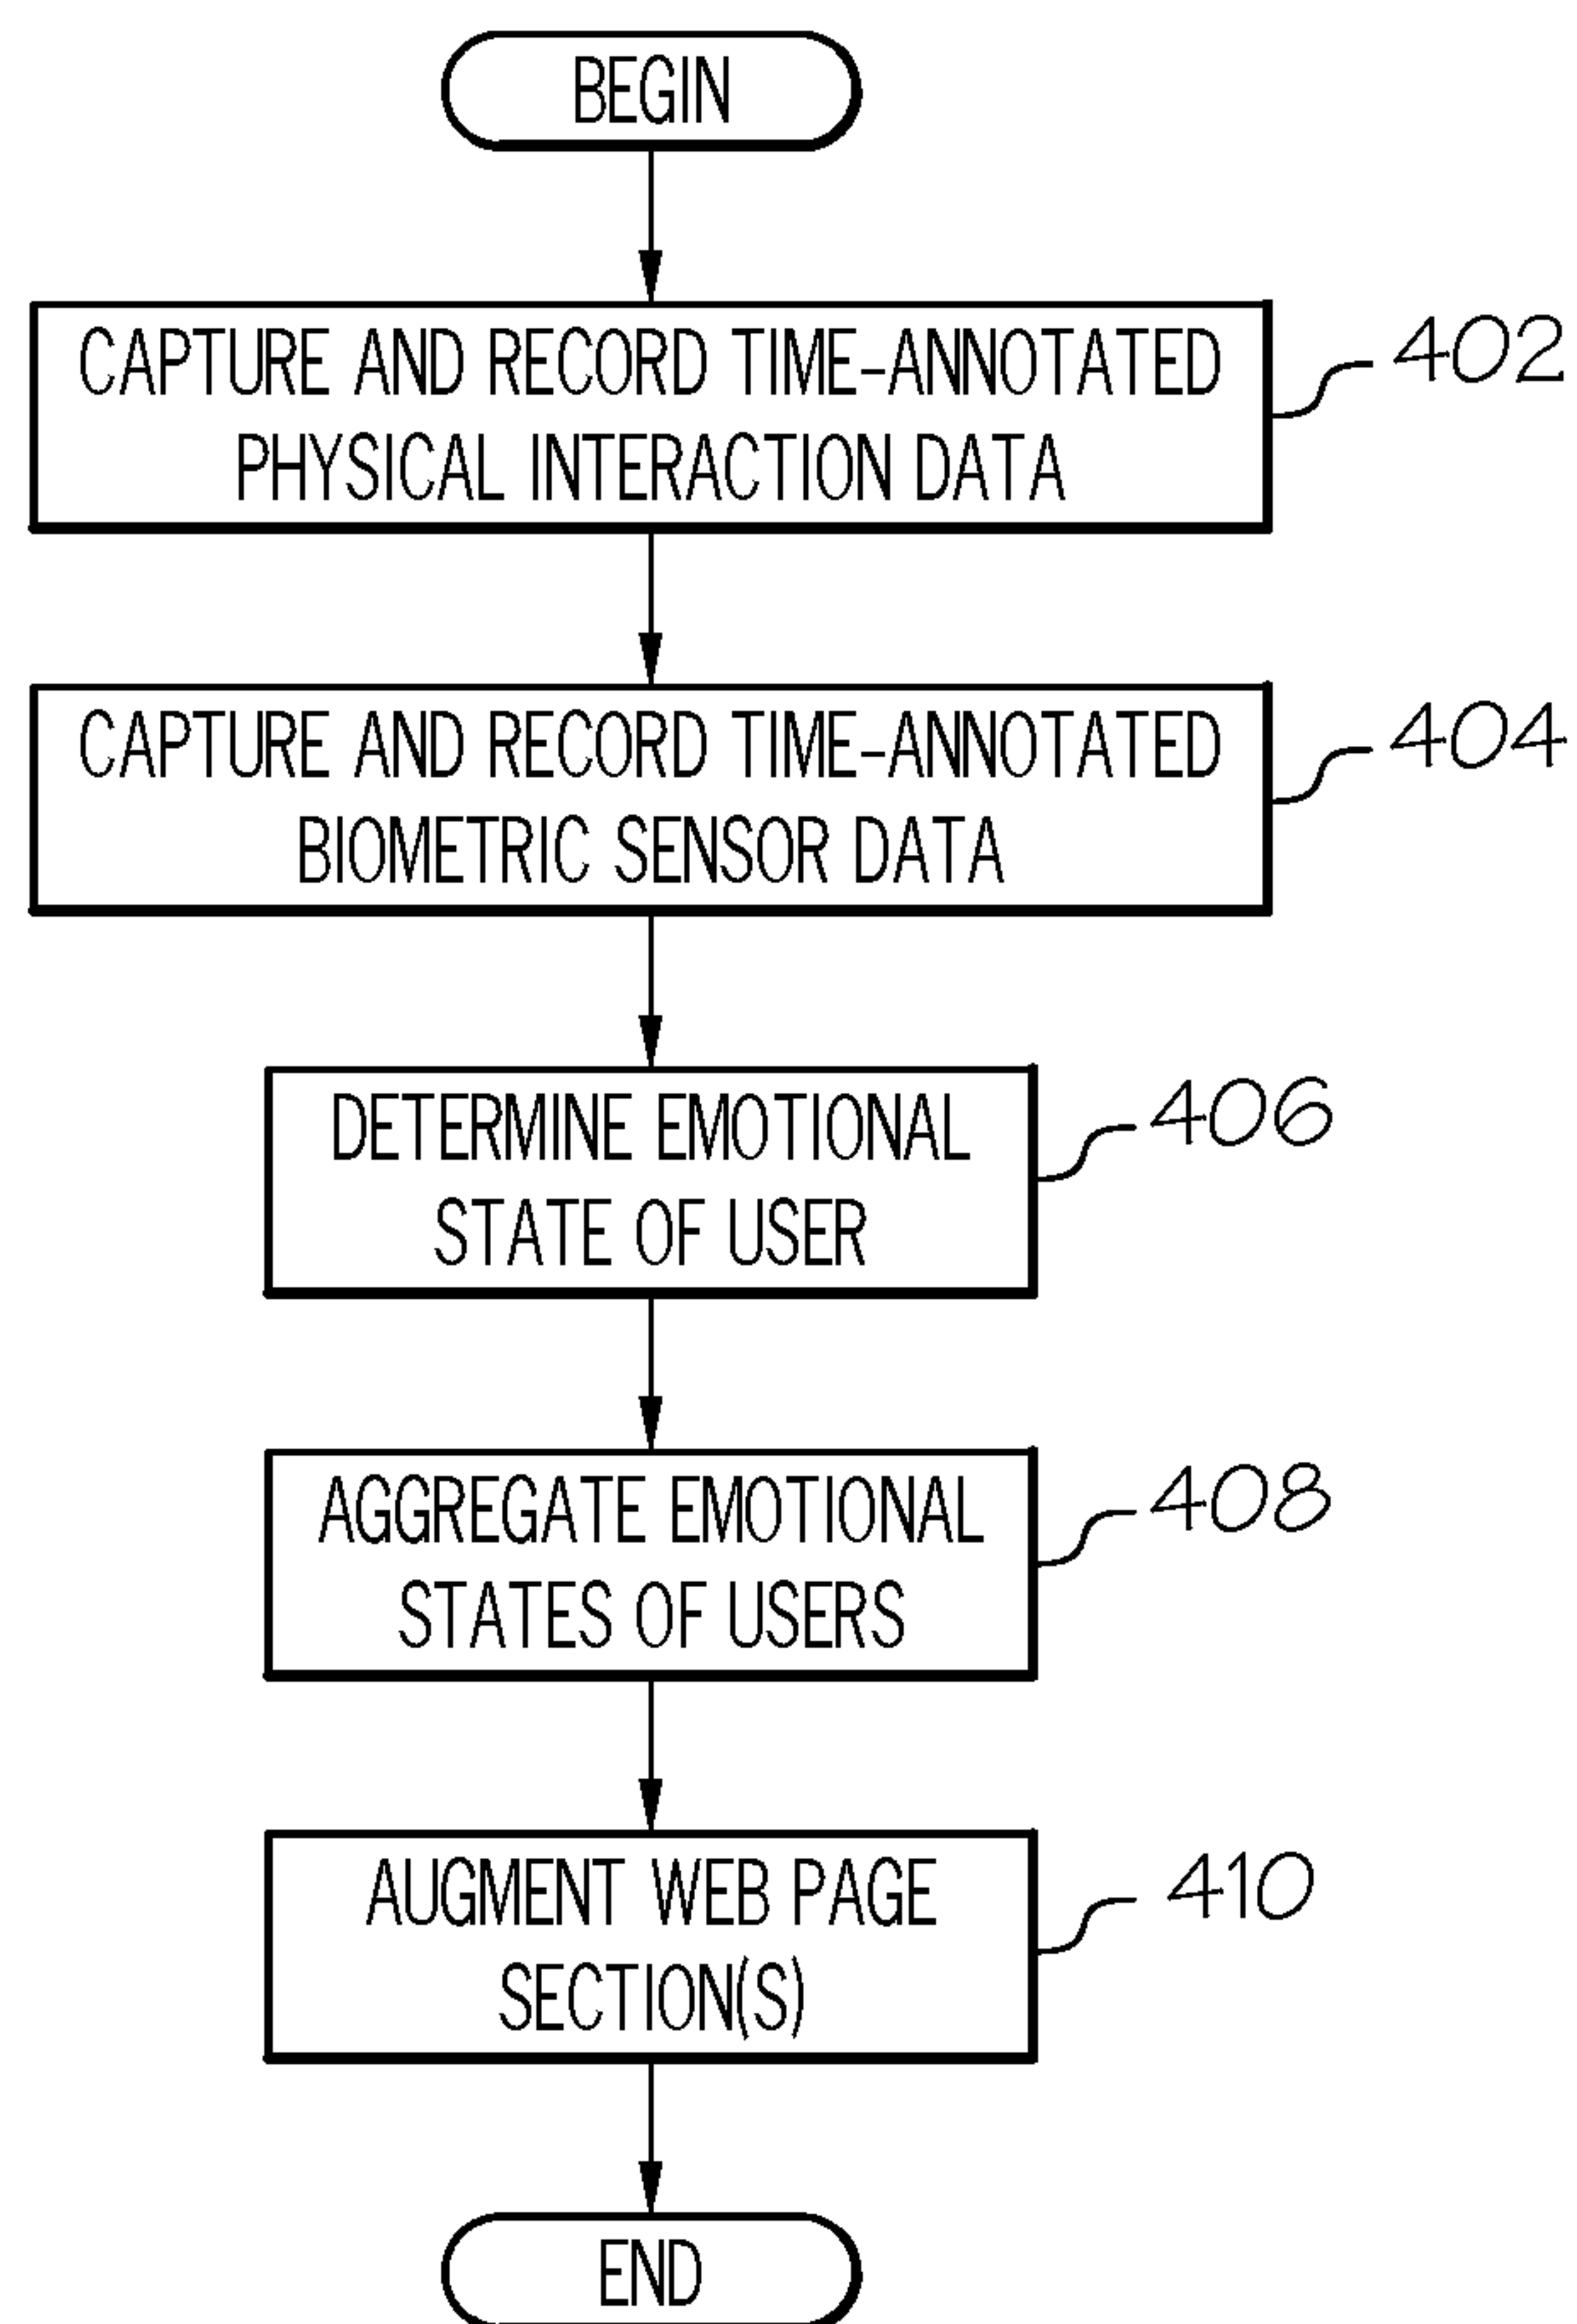 BEGIN
CAPTURE AND RECORD TIME-ANNOTATED
PHYSICAL INTERACTION DATA
402
CAPTURE AND RECORD TIME-ANNOTATED
BIOMETRIC SENSOR DATA
404
DETERMINE EMOTIONAL
STATE OF USER
406
AGGREGATE EMOTIONAL
STATES OF USERS
408
AUGMENT WEB PAGE
SECTION(S)
410
END